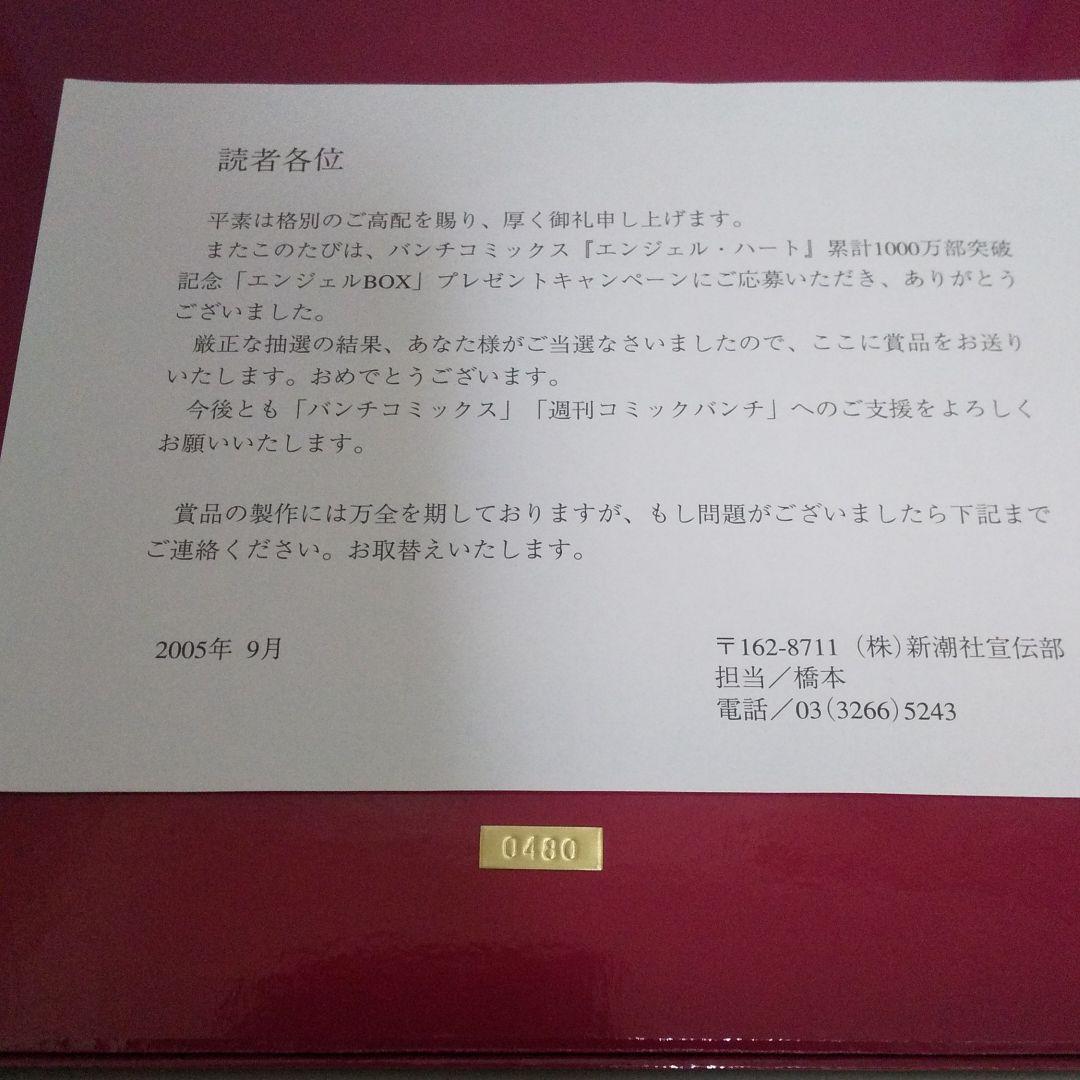 読者各位
平素は格別のご高配を賜り、厚く御礼申し上げます。
またこのたびは、バンチコミックス『エンジェル・ハート』累計1000万部突破
記念「エンジェルBOX」プレゼントキャンペーンにご応募いただき、ありがとう
ございました。
厳正な抽選の結果、あなた様がご当選なさいましたので、ここに賞品をお送り
いたします。おめでとうございます。
今後とも「バンチコミックス」「週刊コミックバンチ」へのご支援をよろしく
お願いいたします。
賞品の製作には万全を期しておりますが、もし問題がございましたら下記まで
ご連絡ください。お取替えいたします。
2005年 9月
〒162-8711 (株)新潮社宣伝部
担当／橋本
電話／03(3266)5243
0480